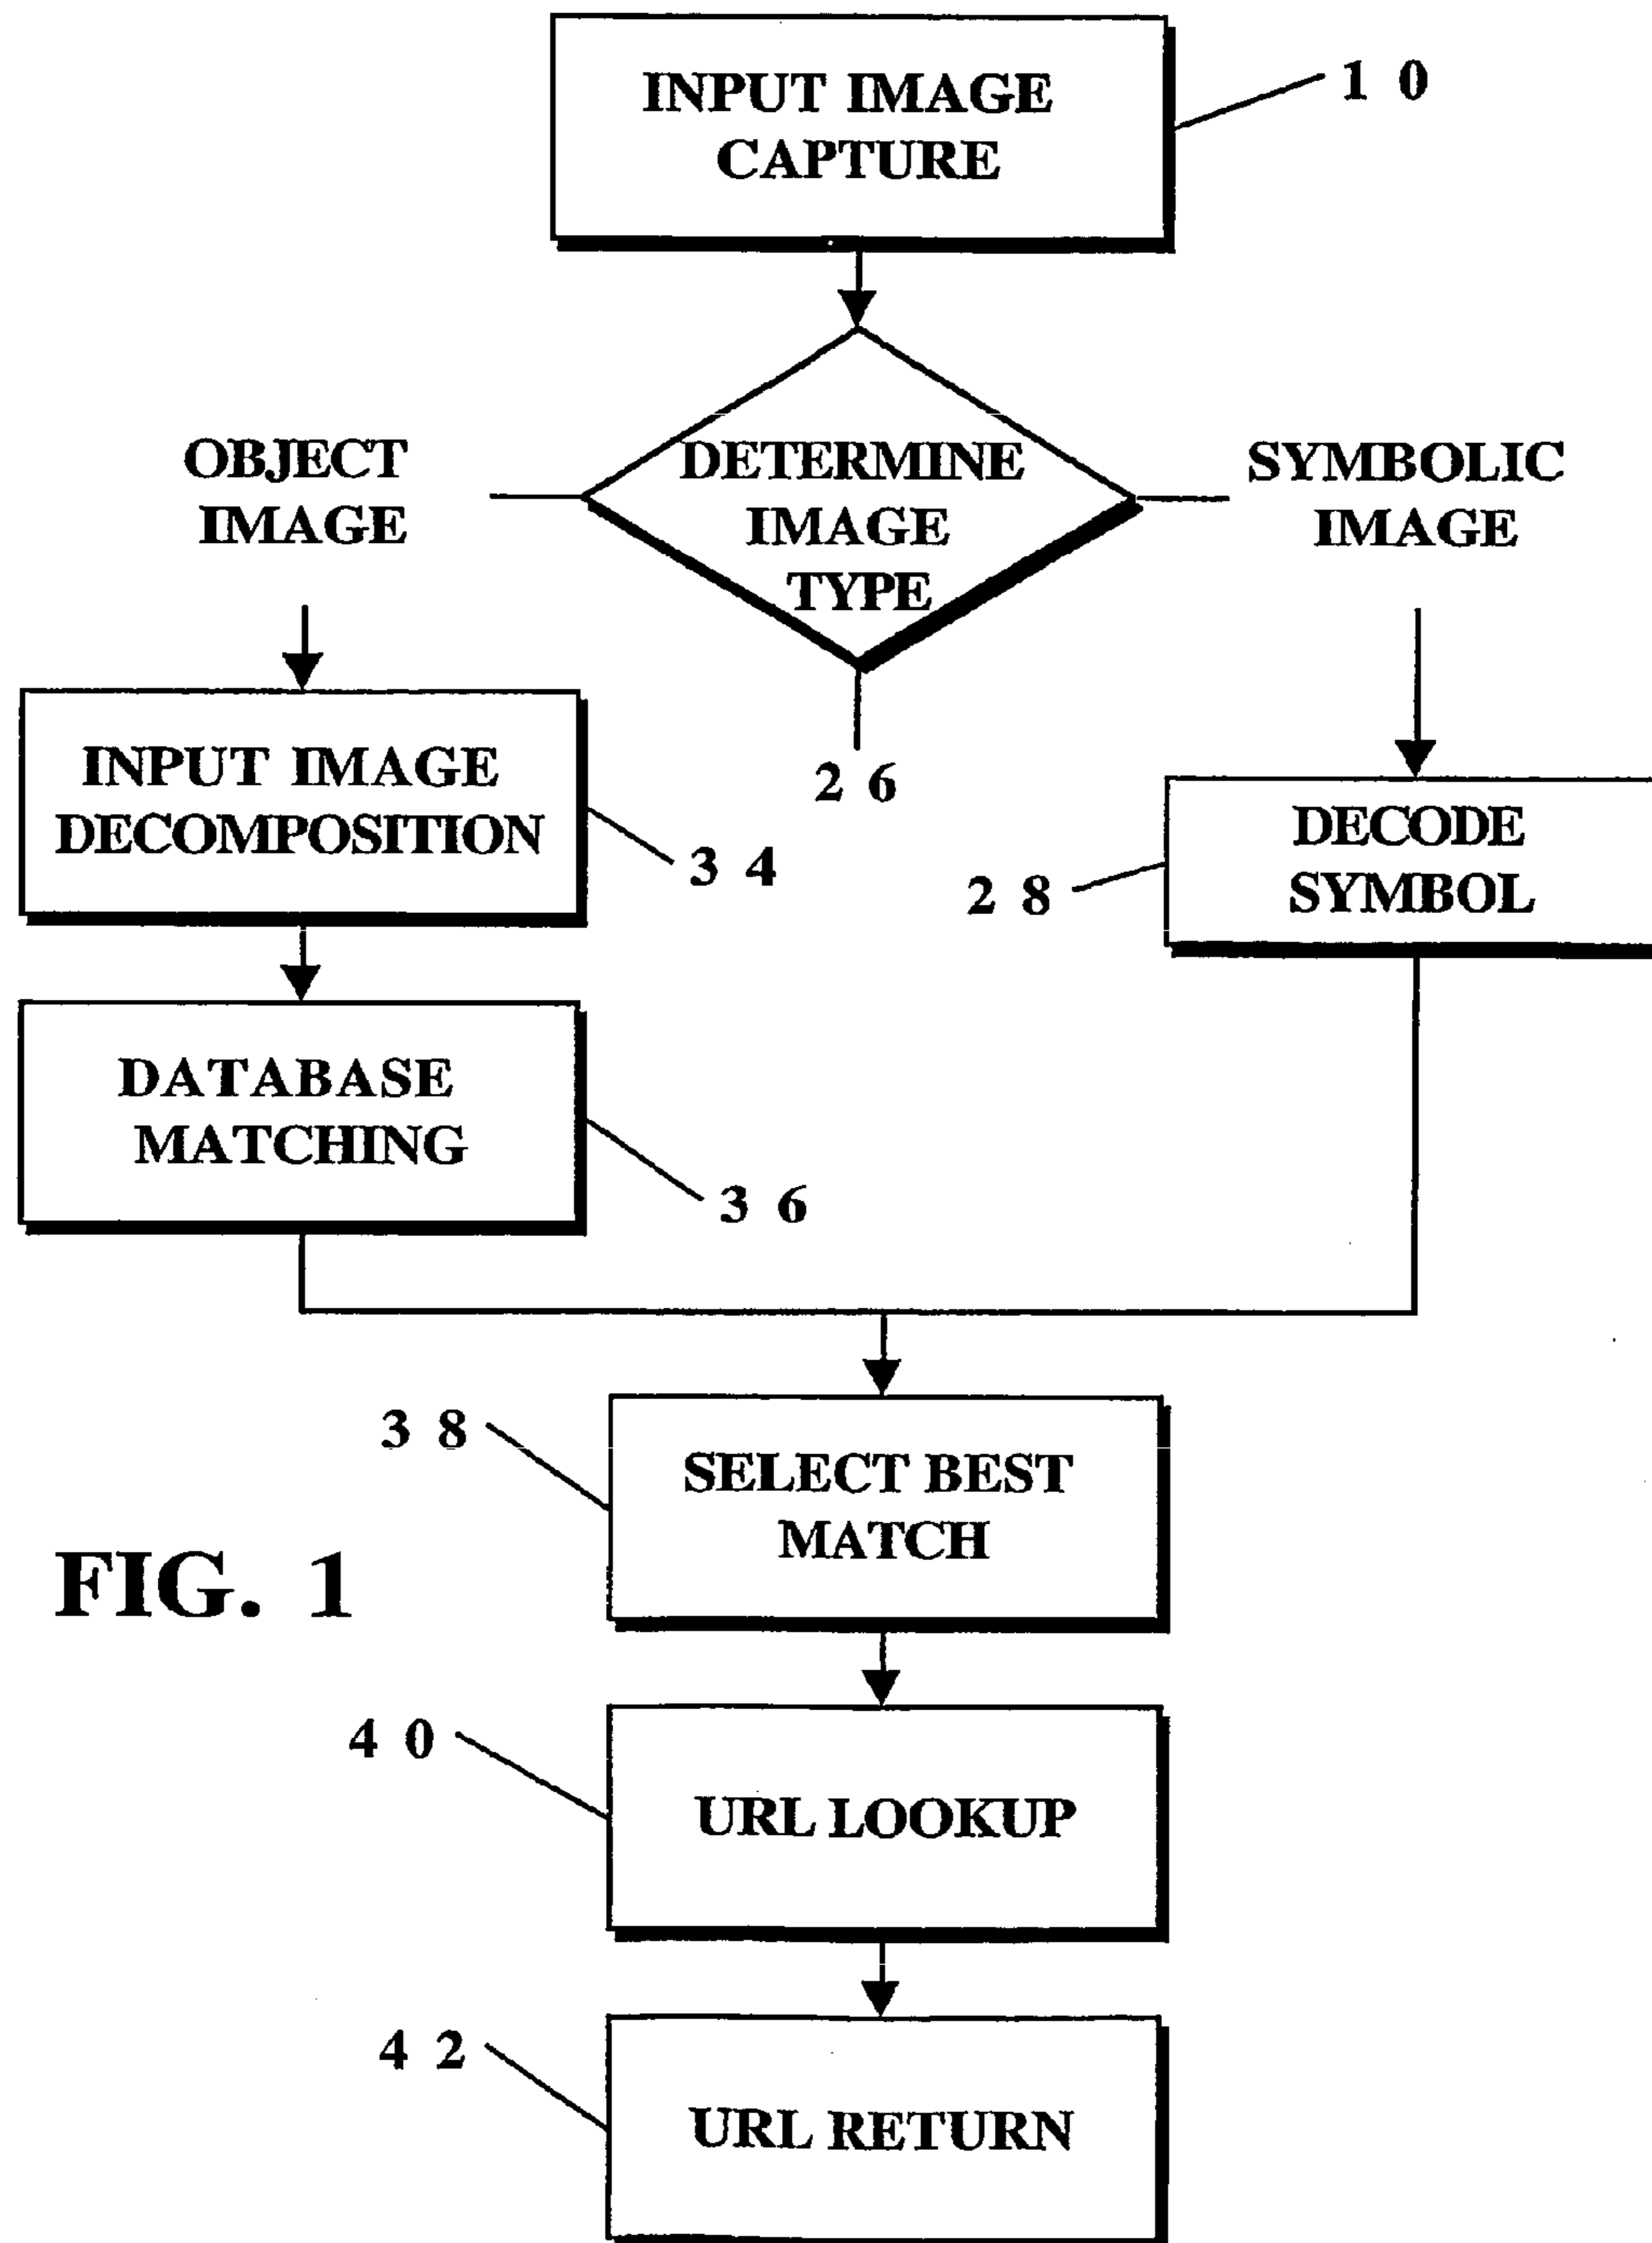 INPUT IMAGE
CAPTURE
1 0
OBJECT
IMAGE
DETERMINE
IMAGE
TYPE
SYMBOLIC
IMAGE
2 6
INPUT IMAGE
DECOMPOSITION
3 4
DECODE
SYMBOL
2 8
DATABASE
MATCHING
3 6
3 8
SELECT BEST
MATCH
FIG. 1
4 0
URL LOOKUP
4 2
URL RETURN